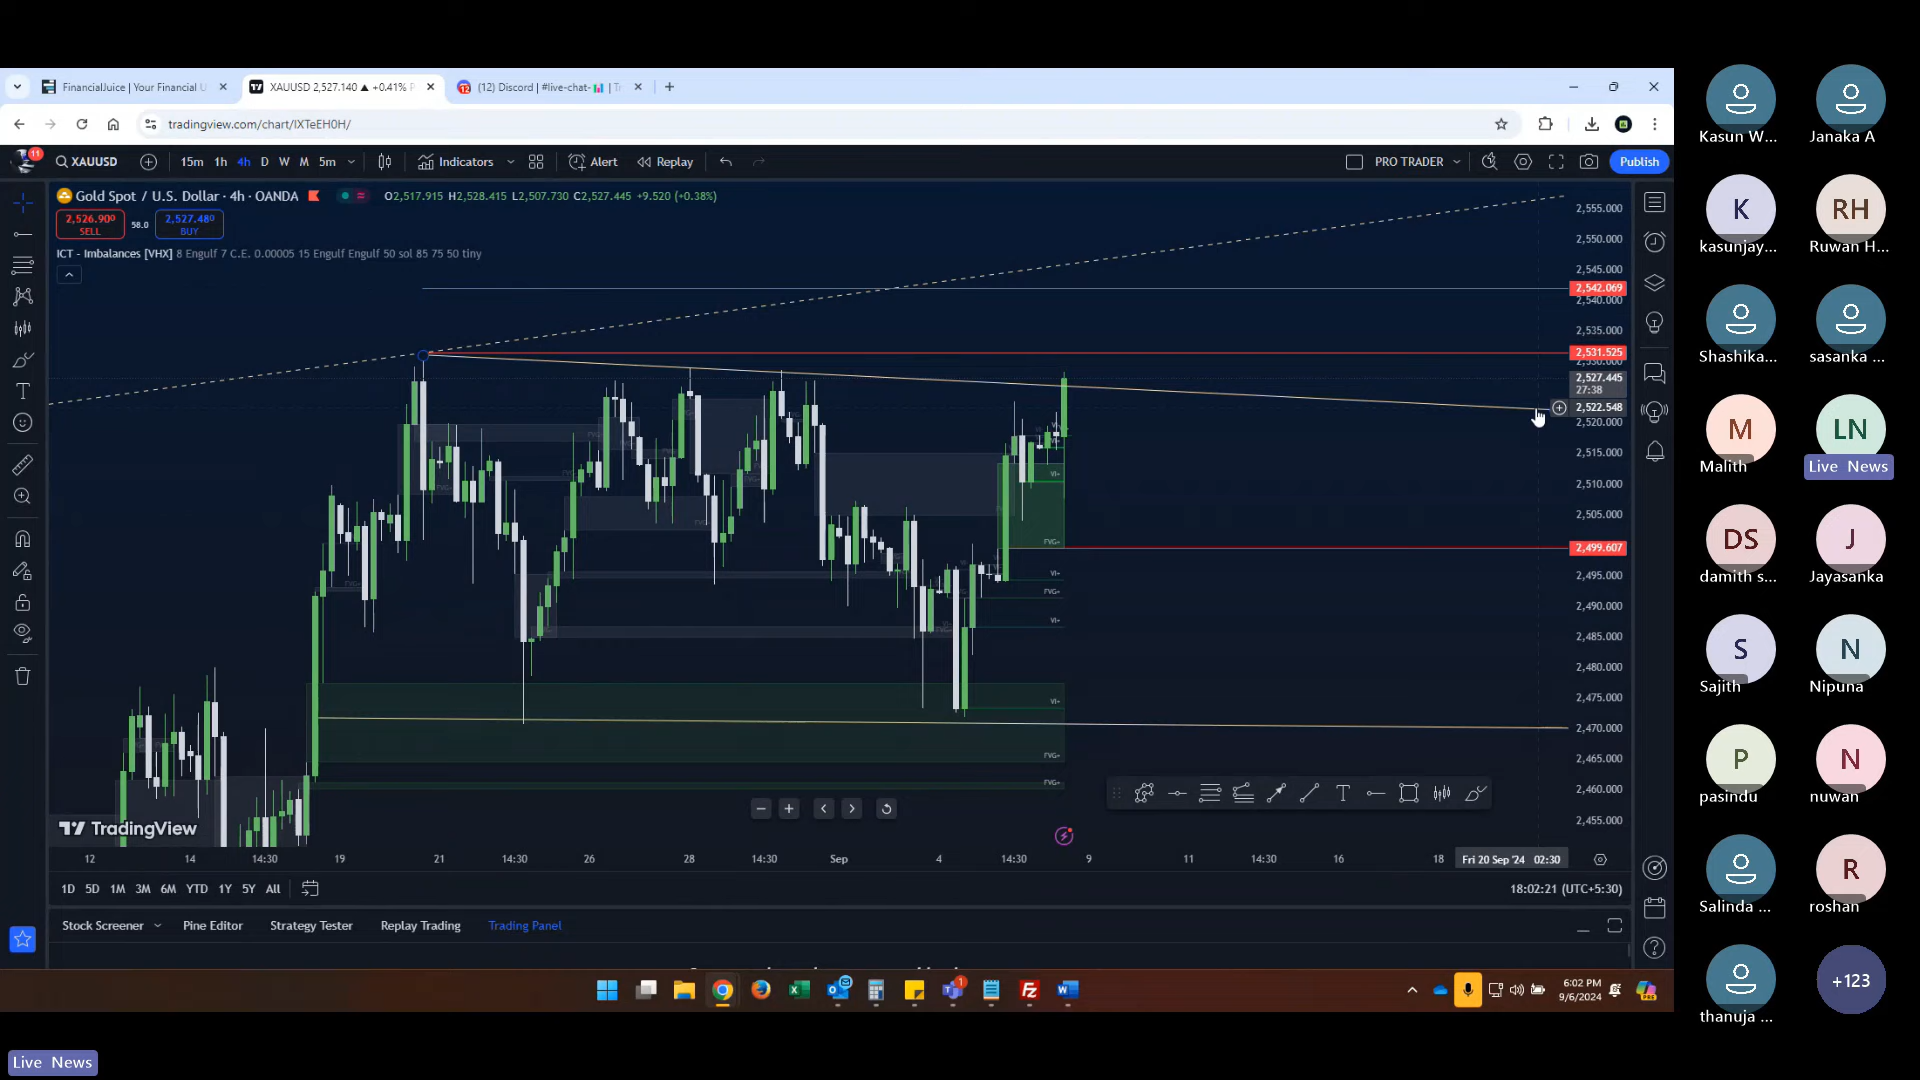 FinancialJuice | Your Financial U
XAUUSD 2,527.140 ▲ +0.41%
(12) Discord | #live-chat-
tradingview.com/chart/IXTeEH0H/
11
XAUUSD
15m 1h 4h D W M 5m
Indicators
Alert
Replay
PRO TRADER
Publish
Gold Spot / U.S. Dollar · 4h · OANDA
O2,517.915 H2,528.415 L2,507.730 C2,527.445 +9.520 (+0.38%)
2,526.900
SELL
58.0
2,527.480
BUY
ICT - Imbalances [VHX] 8 Engulf 7 C.E. 0.00005 15 Engulf Engulf 50 sol 85 75 50 tiny
2,555.000
2,550.000
2,545.000
2,542.069
2,540.000
2,535.000
2,531.525
2,530.000
2,527.445
27:38
2,522.548
2,520.000
2,515.000
2,510.000
2,505.000
2,499.607
2,495.000
2,490.000
2,485.000
2,480.000
2,475.000
2,470.000
2,465.000
2,460.000
2,455.000
VI+
FVG+
VI+
FVG+
VI+
VI+
FVG+
FVG+
TradingView
12 14 14:30 19 21 14:30 26 28 14:30 Sep 4 14:30 9 11 14:30 16 18 Fri 20 Sep '24 02:30
1D 5D 1M 3M 6M YTD 1Y 5Y All
18:02:21 (UTC+5:30)
Stock Screener Pine Editor Strategy Tester Replay Trading Trading Panel
6:02 PM
9/6/2024
Live News
Kasun W...
Janaka A
K
kasunjay...
RH
Ruwan H...
Shashika...
sasanka ...
M
Malith
LN
Live News
DS
damith s...
J
Jayasanka
S
Sajith
N
Nipuna
P
pasindu
N
nuwan
Salinda ...
R
roshan
thanuja ...
+123